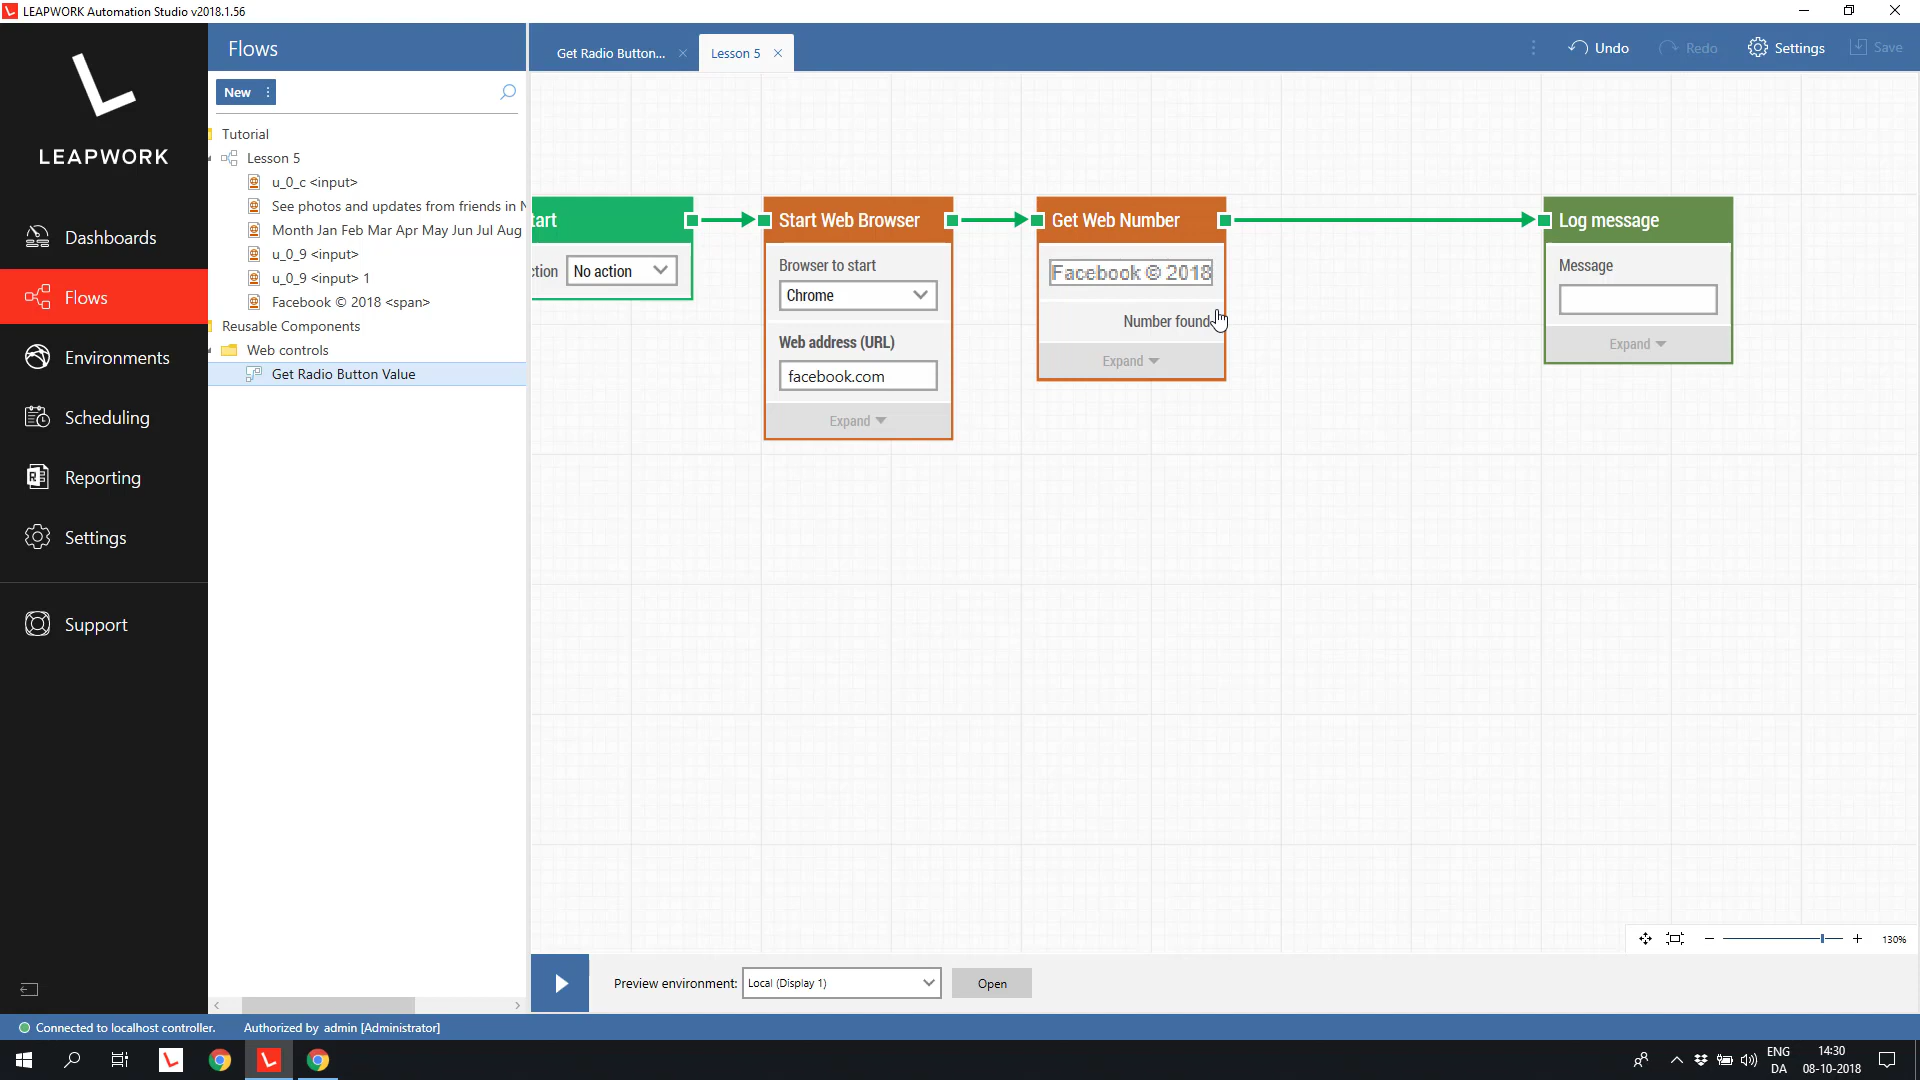 LEAPWORK Automation Studio v2018.1.56
LEAPWORK
Dashboards
Flows
Environments
Scheduling
Reporting
Settings
Support
Flows
New
Tutorial
Lesson 5
u_0_c <input>
See photos and updates from friends in
Month Jan Feb Mar Apr May Jun Jul Aug
u_0_9 <input>
u_0_9 <input> 1
Facebook © 2018 <span>
Reusable Components
Web controls
Get Radio Button Value
Get Radio Button...
Lesson 5
Undo
Redo
Settings
Save
tart
ction
No action
Start Web Browser
Browser to start
Chrome
Web address (URL)
facebook.com
Expand
Get Web Number
Facebook © 2018
Number found
Expand
Log message
Message
Expand
130%
Preview environment:
Local (Display 1)
Open
Connected to localhost controller.
Authorized by admin [Administrator]
ENG
DA
14:30
08-10-2018